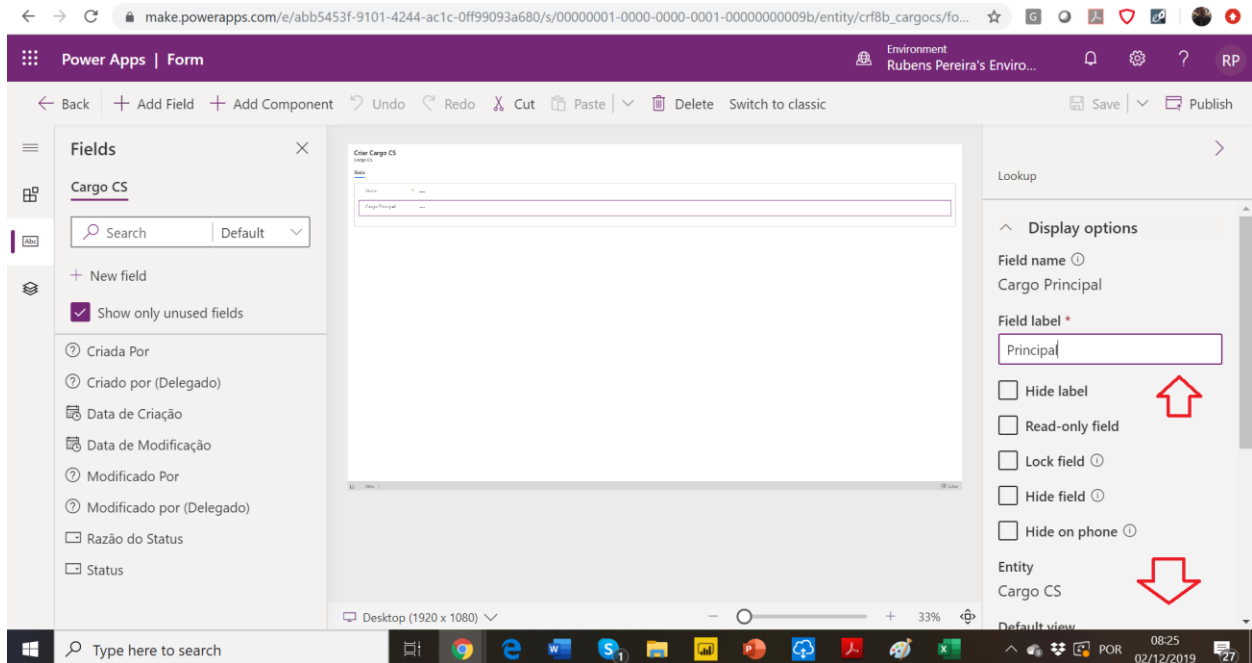 make.powerapps.com/e/abb5453f-9101-4244-ac1c-0ff99093a680/s/00000001-0000-0000-0001-00000000009b/entity/crf8b_cargocs/fo...
Power Apps | Form
Environment
Rubens Pereira's Enviro...
RP
Back + Add Field + Add Component Undo Redo Cut Paste Delete Switch to classic Save Publish
Fields
Cargo CS
Search Default
+ New field
Show only unused fields
Criada Por
Criado por (Delegado)
Data de Criação
Data de Modificação
Modificado Por
Modificado por (Delegado)
Razão do Status
Status
Criar Cargo CS
Cargo CS
Cargo Principal ---
Desktop (1920 x 1080) - + 33%
Lookup
Display options
Field name
Cargo Principal
Field label *
Principal
Hide label
Read-only field
Lock field
Hide field
Hide on phone
Entity
Cargo CS
Default view
Type here to search
POR
08:25
02/12/2019
27